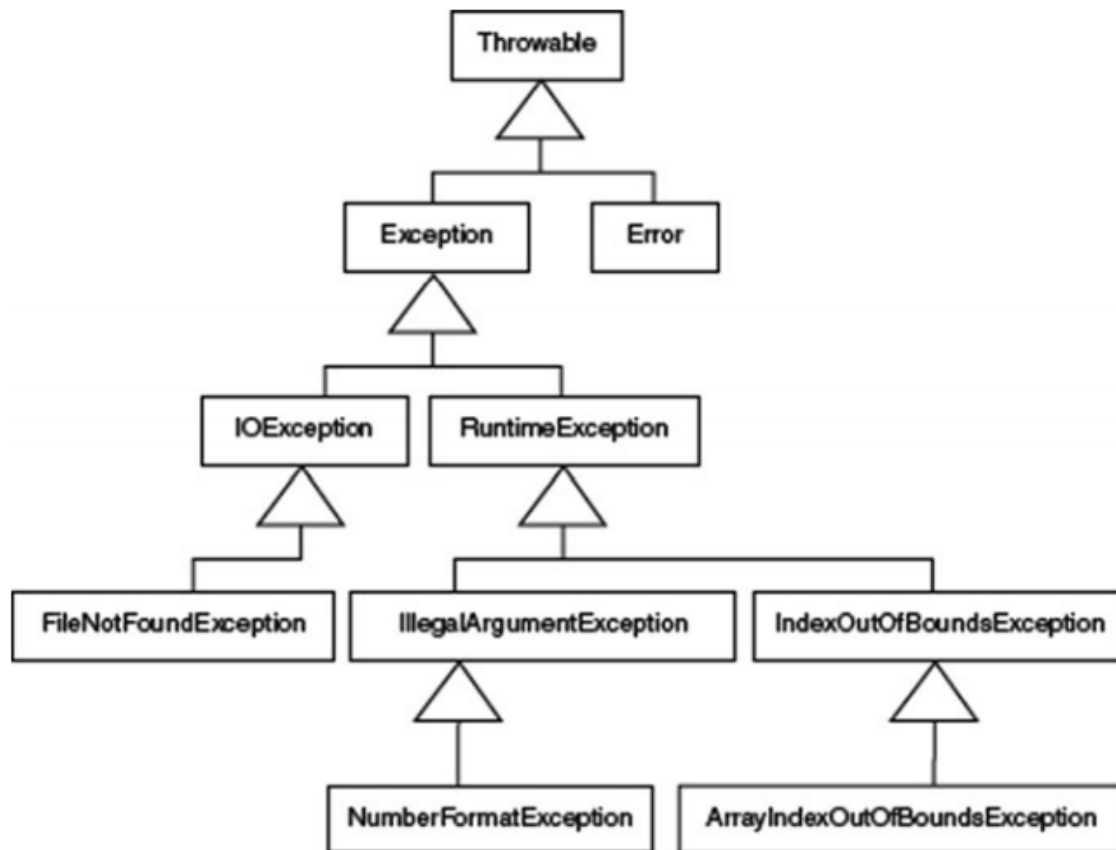 Throwable
Exception
Error
IOException
RuntimeException
FileNotFoundException
IllegalArgumentException
IndexOutOfBoundsException
NumberFormatException
ArrayIndexOutOfBoundsException